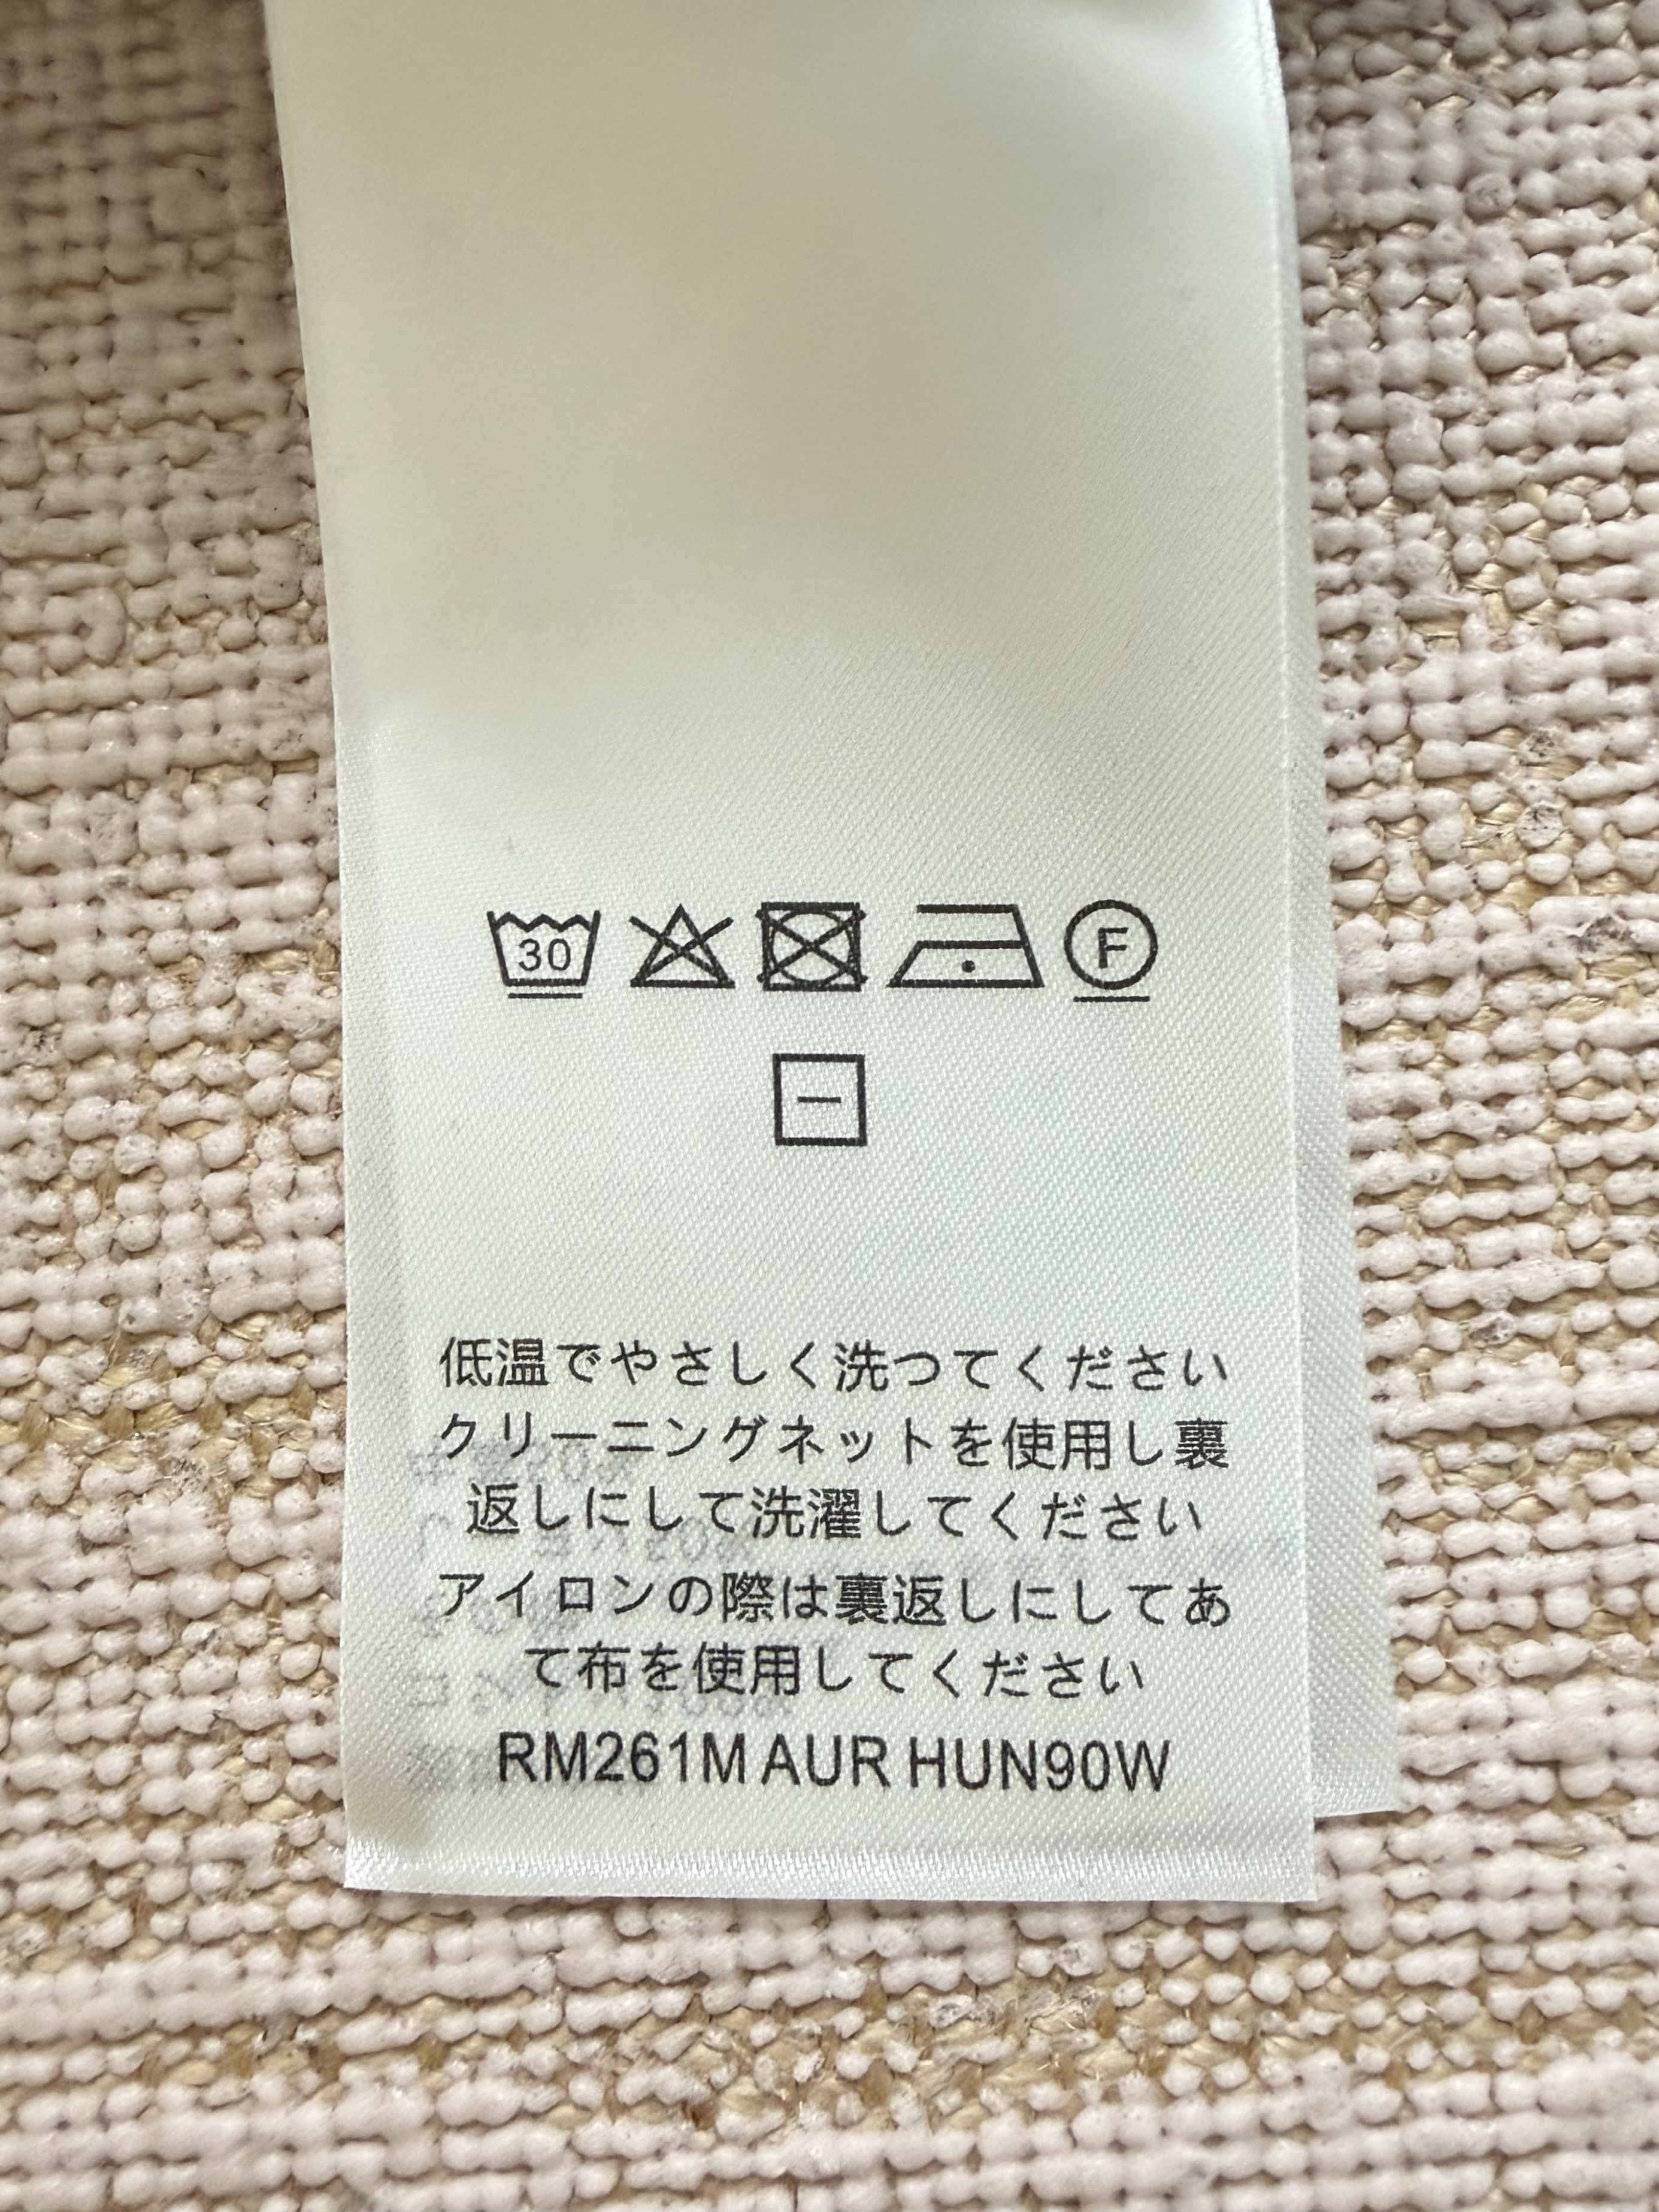 30
F
低温でやさしく洗つてください
クリーニングネットを使用し裏
返しにして洗濯してください
アイロンの際は裏返しにしてあ
て布を使用してください
RM261M AUR HUN90W